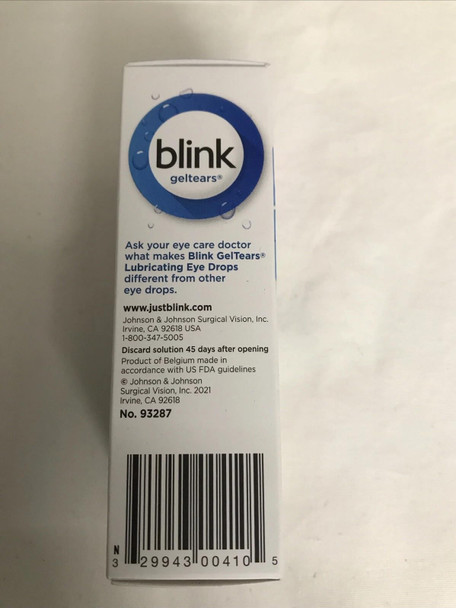 blink
geltears®
Ask your eye care doctor
what makes Blink GelTears®
Lubricating Eye Drops
different from other
eye drops.
www.justblink.com
Johnson & Johnson Surgical Vision, Inc.
Irvine, CA 92618 USA
1-800-347-5005
Discard solution 45 days after opening
Product of Belgium made in
accordance with US FDA guidelines
© Johnson & Johnson
Surgical Vision, Inc. 2021
Irvine, CA 92618
No. 93287
N
3 29943 00410 5